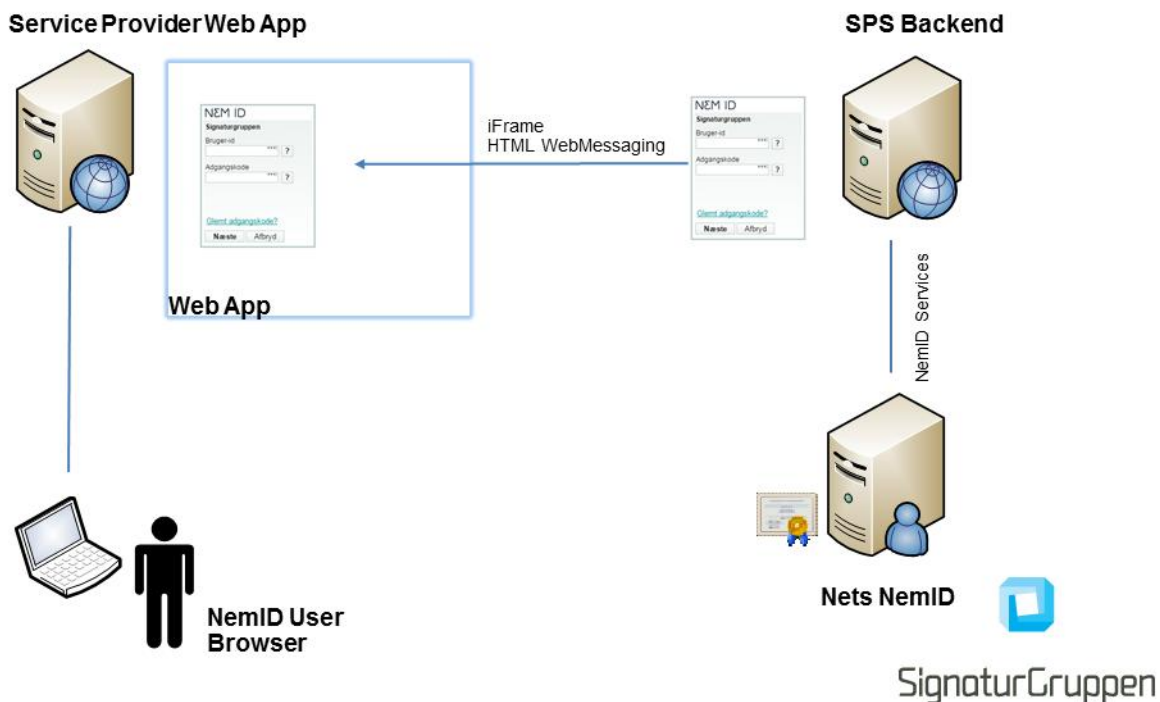 Service Provider Web App
SPS Backend
NEM ID
Signaturgruppen
Bruger-id
?
Adgangskode
?
Glemt adgangskode?
Næste Afbryd
Web App
iFrame
HTML WebMessaging
NEM ID
Signaturgruppen
Bruger-id
?
Adgangskode
?
Glemt adgangskode?
Næste Afbryd
NemID Services
NemID User
Browser
Nets NemID
SignaturGruppen